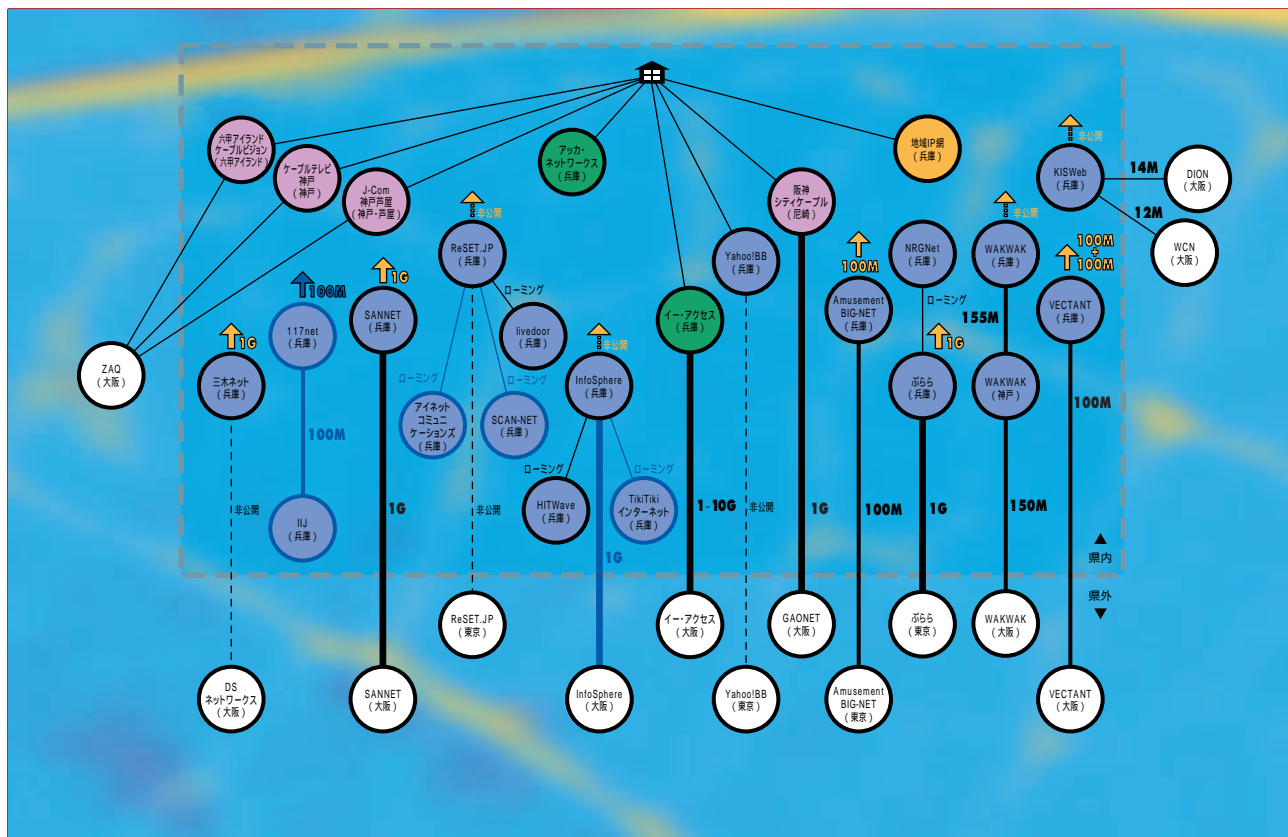 六甲アイランド
ケーブルビジョン
(六甲アイランド)
ケーブルテレビ
神戸
(神戸)
J-Com
神戸芦屋
(神戸・芦屋)
アッカ・
ネットワークス
(兵庫)
地域IP網
(兵庫)
阪神
シティケーブル
(尼崎)
非公開
KISWeb
(兵庫)
14M
DION
(大阪)
12M
WCN
(大阪)
非公開
ReSET.JP
(兵庫)
Yahoo!BB
(兵庫)
100M
NRGNet
(兵庫)
非公開
WAKWAK
(兵庫)
100M
+
100M
100M
117net
(兵庫)
1G
SANNET
(兵庫)
ローミング
livedoor
(兵庫)
イー・アクセス
(兵庫)
Amusement
BIG-NET
(兵庫)
ローミング
155M
VECTANT
(兵庫)
ZAQ
(大阪)
1G
三木ネット
(兵庫)
非公開
InfoSphere
(兵庫)
1G
ぷらら
(兵庫)
WAKWAK
(神戸)
ローミング
アイネット
コミュニ
ケーションズ
(兵庫)
ローミング
SCAN-NET
(兵庫)
100M
100M
ローミング
HITWave
(兵庫)
ローミング
TikiTiki
インターネット
(兵庫)
非公開
IIJ
(兵庫)
1G
非公開
1G
1-10G
非公開
1G
100M
1G
150M
▲
県内
県外
▼
ReSET.JP
(東京)
イー・アクセス
(大阪)
GAONET
(大阪)
ぷらら
(東京)
WAKWAK
(大阪)
DS
ネットワークス
(大阪)
SANNET
(大阪)
InfoSphere
(大阪)
Yahoo!BB
(東京)
Amusement
BIG-NET
(東京)
VECTANT
(大阪)